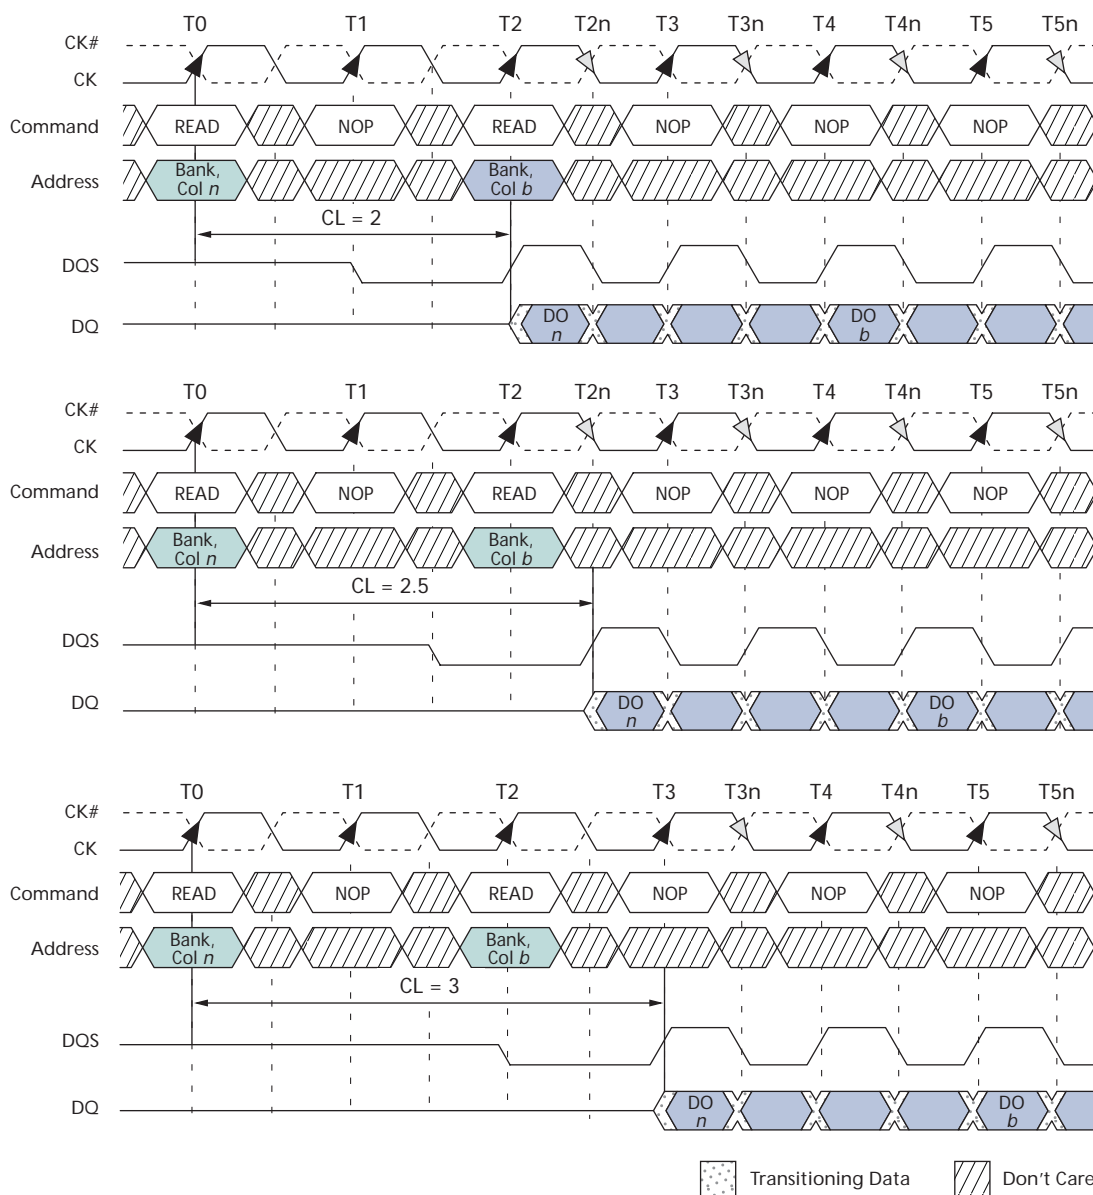 T0 T1 T2 T2n T3 T3n T4 T4n T5 T5n
CK#
CK
Command READ NOP READ NOP NOP NOP
Address Bank, Col n Bank, Col b
CL = 2
DQS
DQ DO n DO b
T0 T1 T2 T2n T3 T3n T4 T4n T5 T5n
CK#
CK
Command READ NOP READ NOP NOP NOP
Address Bank, Col n Bank, Col b
CL = 2.5
DQS
DQ DO n DO b
T0 T1 T2 T3 T3n T4 T4n T5 T5n
CK#
CK
Command READ NOP READ NOP NOP NOP
Address Bank, Col n Bank, Col b
CL = 3
DQS
DQ DO n DO b
Transitioning Data Don't Care